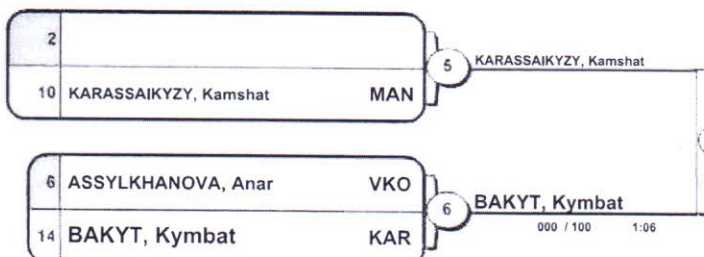 2
10 KARASSAIKYZY, Kamshat MAN
5 KARASSAIKYZY, Kamshat
6 ASSYLKHANOVA, Anar VKO
14 BAKYT, Kymbat KAR
6 BAKYT, Kymbat
000 / 100 1:06